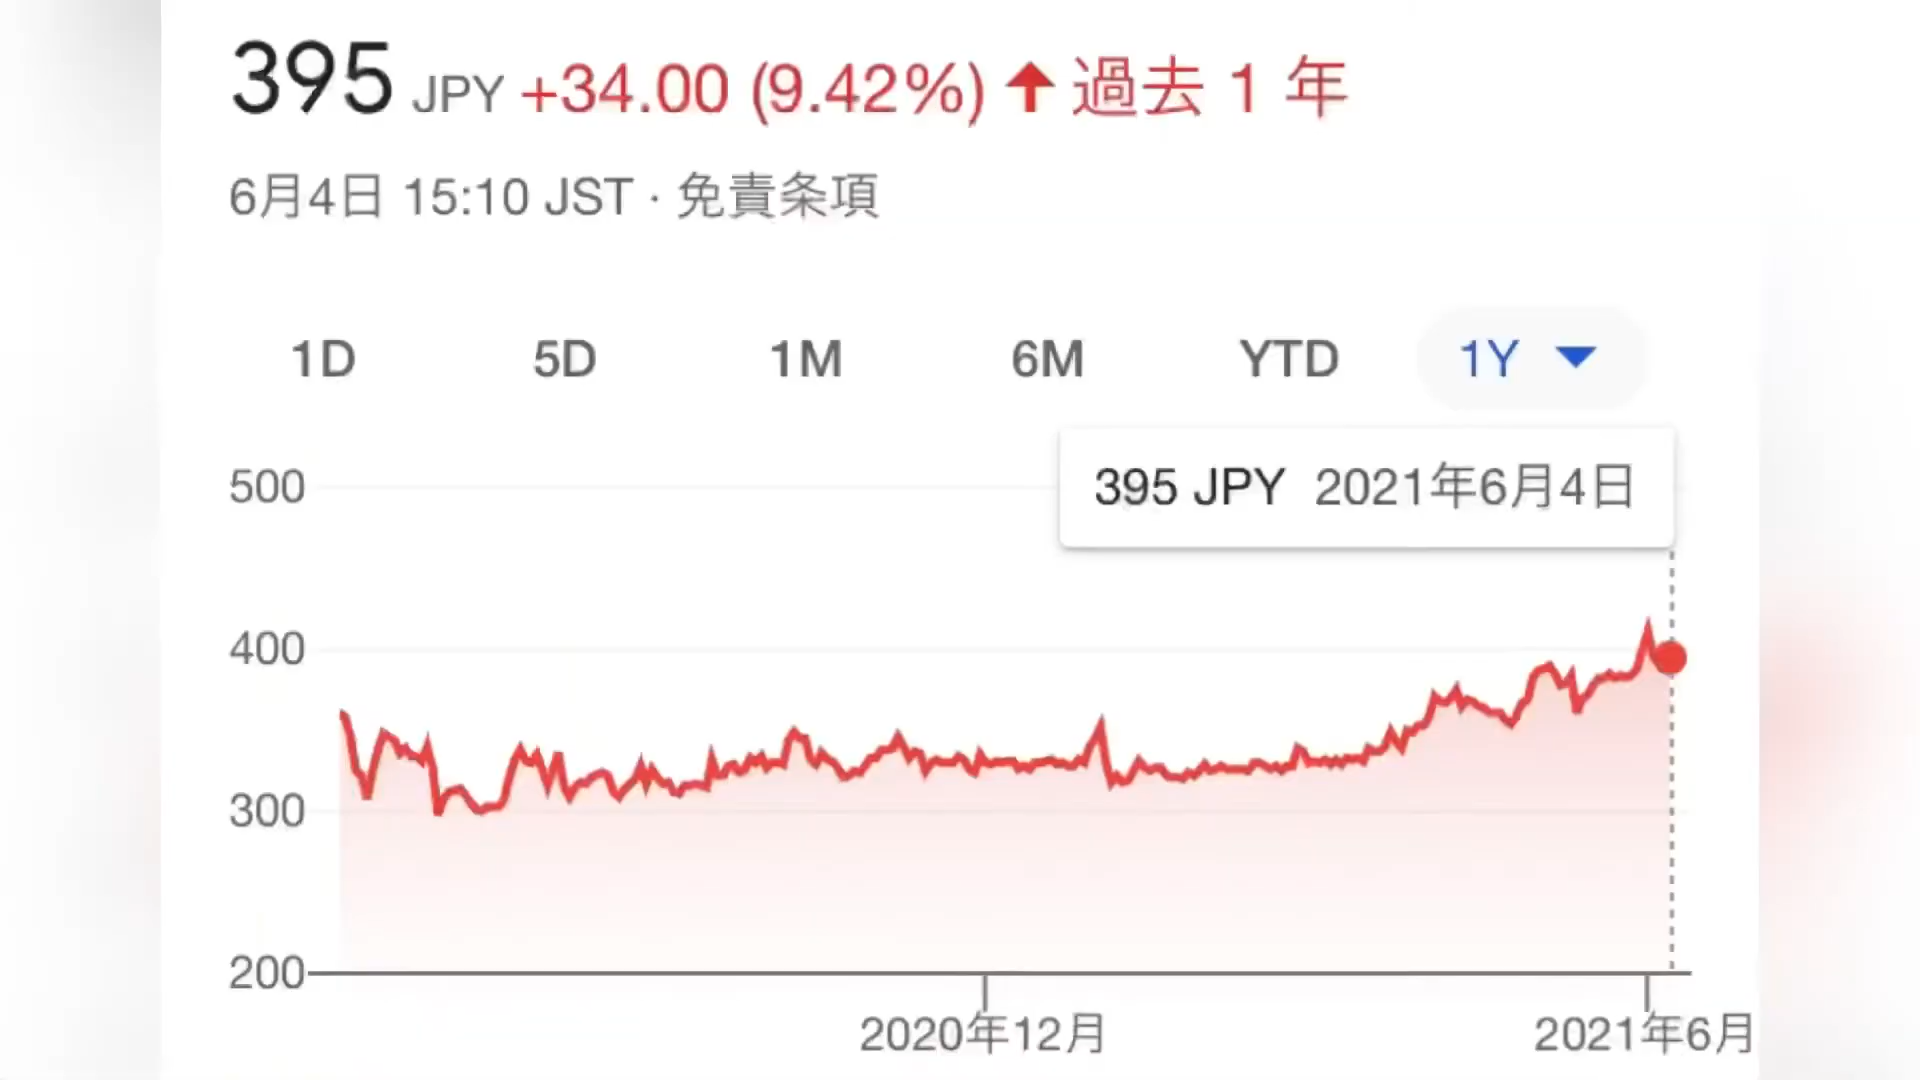 395 JPY +34.00 (9.42%) ↑ 過去 1 年
6月4日 15:10 JST · 免責条項
1D 5D 1M 6M YTD 1Y
395 JPY 2021年6月4日
500
400
300
200
2020年12月 2021年6月